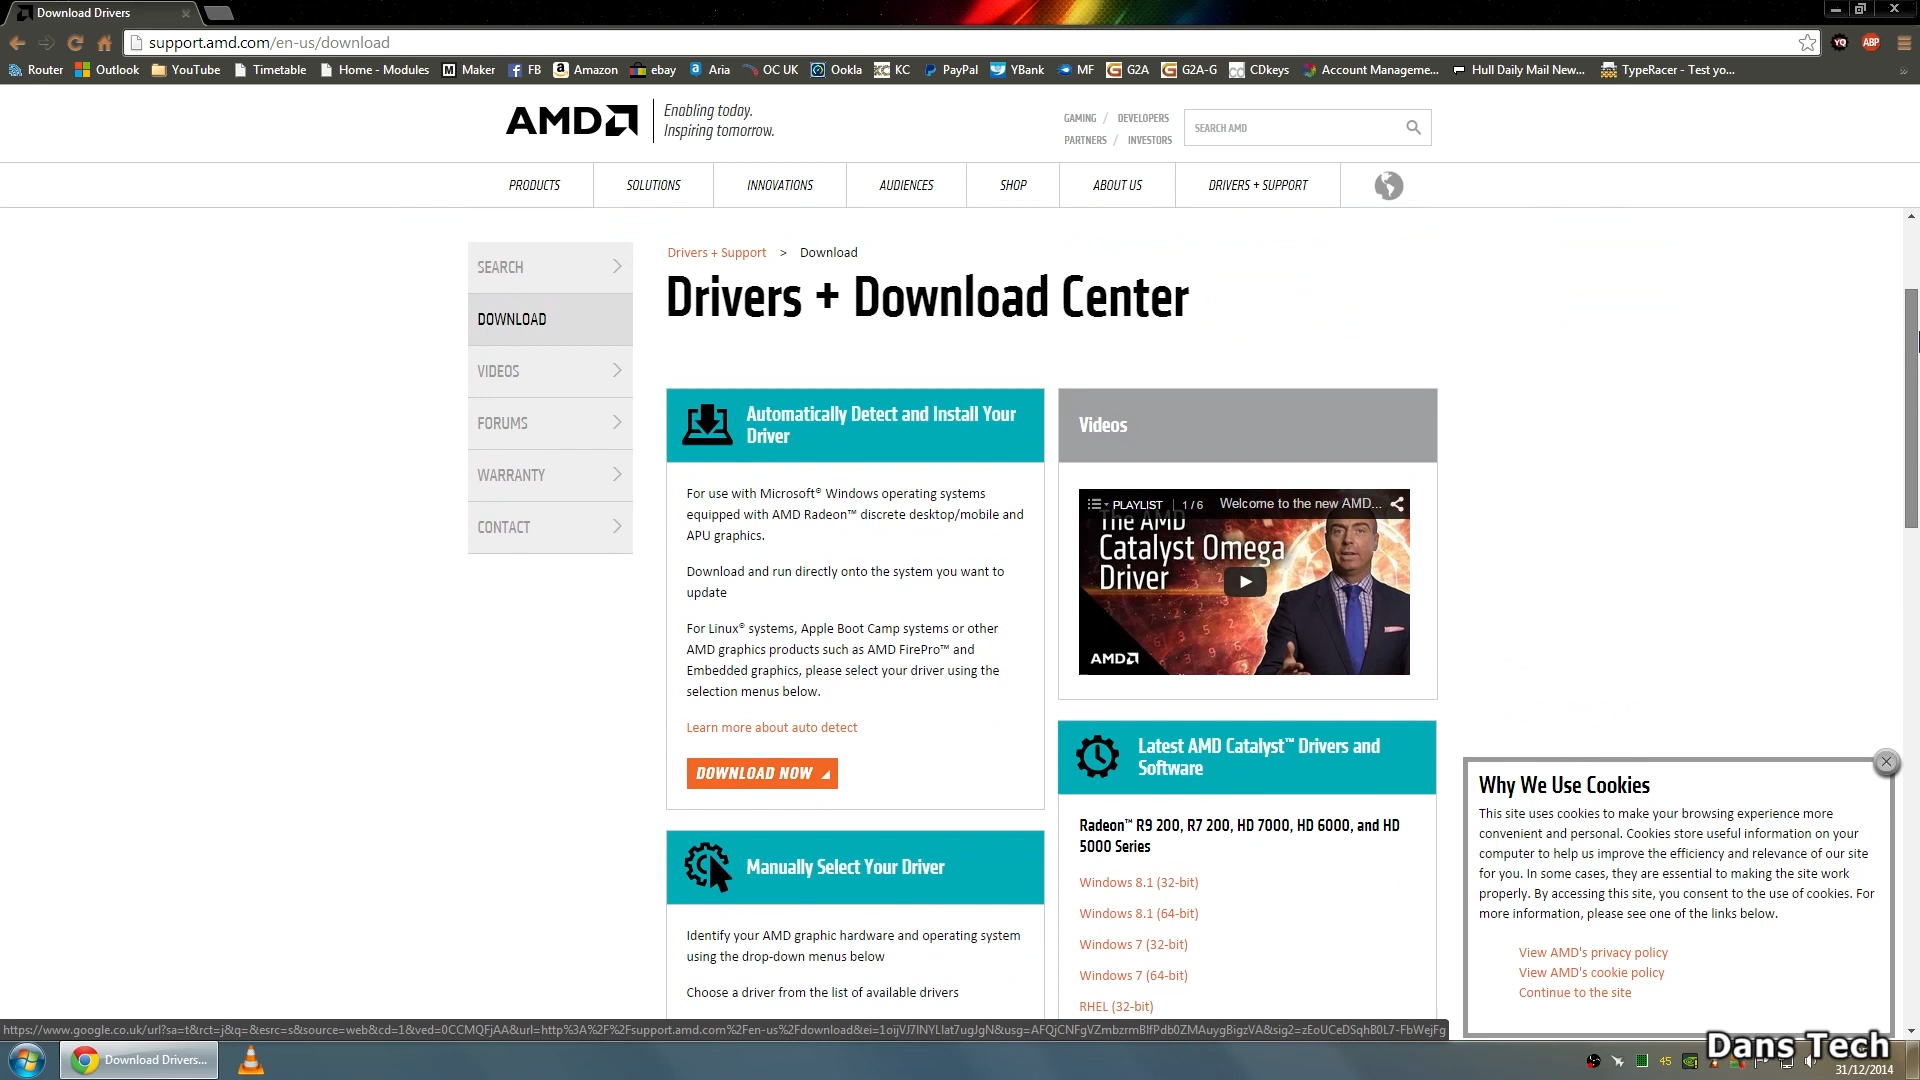 Download Drivers
support.amd.com/en-us/download
YQ
ABP
Router
Outlook
YouTube
Timetable
Home - Modules
M Maker
FB
Amazon
ebay
Aria
OC UK
Ookla
KC KC
PayPal
YBank
MF
G2A
G2A-G
cd CDkeys
Account Manageme...
Hull Daily Mail New...
TypeRacer - Test yo...
AMD
Enabling today.
Inspiring tomorrow.
GAMING / DEVELOPERS
PARTNERS / INVESTORS
SEARCH AMD
PRODUCTS
SOLUTIONS
INNOVATIONS
AUDIENCES
SHOP
ABOUT US
DRIVERS + SUPPORT
SEARCH
DOWNLOAD
VIDEOS
FORUMS
WARRANTY
CONTACT
Drivers + Support > Download
Drivers + Download Center
Automatically Detect and Install Your
Driver
For use with Microsoft® Windows operating systems
equipped with AMD Radeon™ discrete desktop/mobile and
APU graphics.
Download and run directly onto the system you want to
update
For Linux® systems, Apple Boot Camp systems or other
AMD graphics products such as AMD FirePro™ and
Embedded graphics, please select your driver using the
selection menus below.
Learn more about auto detect
DOWNLOAD NOW
Manually Select Your Driver
Identify your AMD graphic hardware and operating system
using the drop-down menus below
Choose a driver from the list of available drivers
Videos
PLAYLIST 1/6 Welcome to the new AMD...
The AMD
Catalyst Omega
Driver
AMD
Latest AMD Catalyst™ Drivers and
Software
Radeon™ R9 200, R7 200, HD 7000, HD 6000, and HD
5000 Series
Windows 8.1 (32-bit)
Windows 8.1 (64-bit)
Windows 7 (32-bit)
Windows 7 (64-bit)
RHEL (32-bit)
Why We Use Cookies
This site uses cookies to make your browsing experience more
convenient and personal. Cookies store useful information on your
computer to help us improve the efficiency and relevance of our site
for you. In some cases, they are essential to making the site work
properly. By accessing this site, you consent to the use of cookies. For
more information, please see one of the links below.
View AMD's privacy policy
View AMD's cookie policy
Continue to the site
Download Drivers...
45
Dans Tech
31/12/2014